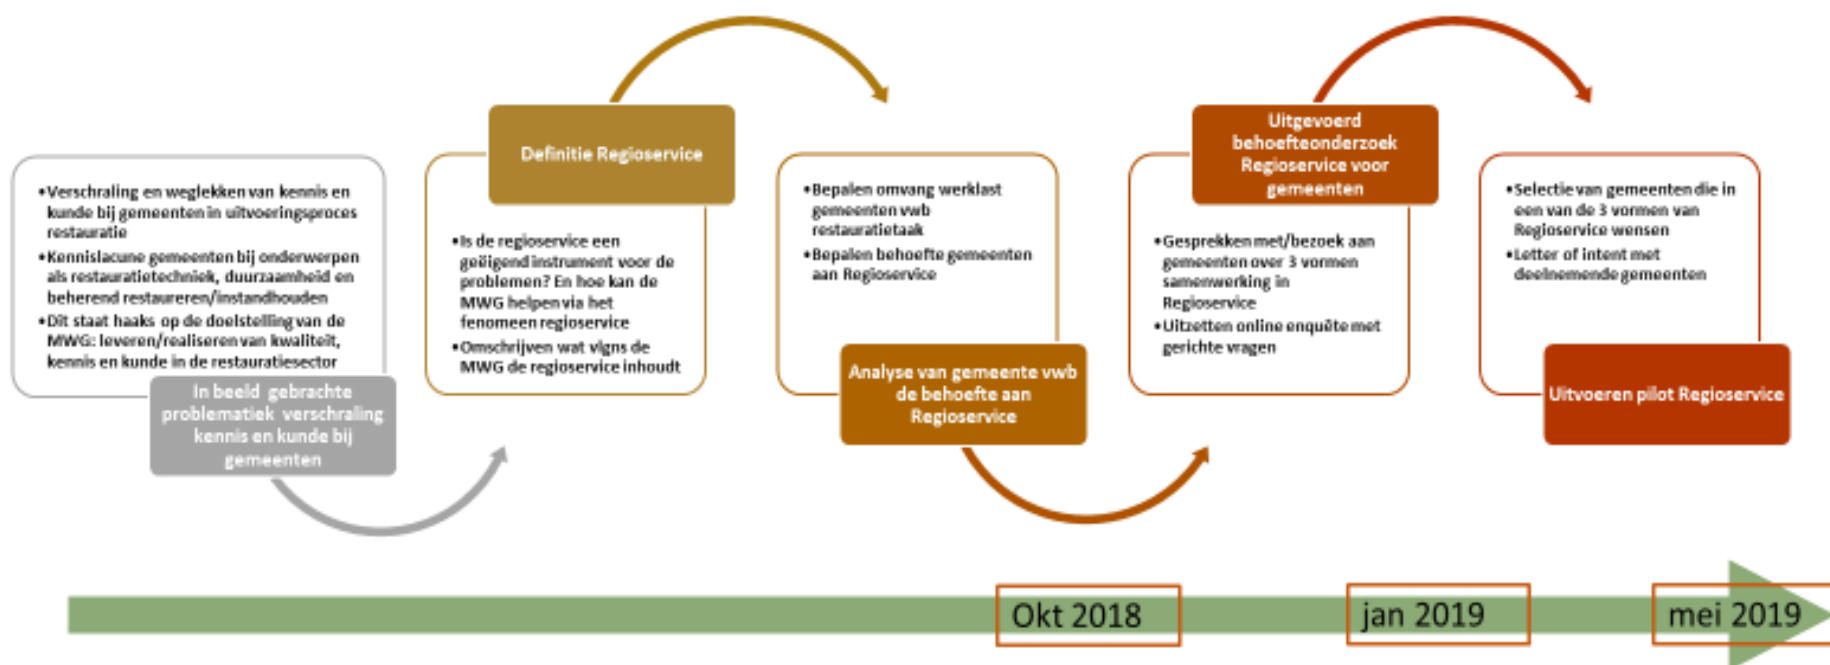 •Verschraling en weglekken van kennis en
kunde bij gemeenten in uitvoeringsproces
restauratie
•Kennislacune gemeenten bij onderwerpen
als restauratietechniek, duurzaamheid en
beherend restaureren/instandhouden
•Dit staat haaks op de doelstelling van de
MWG: leveren/realiseren van kwaliteit,
kennis en kunde in de restauratiesector
In beeld gebrachte
problematiek verschraling
kennis en kunde bij
gemeenten
Definitie Regioservice
•Is de regioservice een
geëigend instrument voor de
problemen? En hoe kan de
MWG helpen via het
fenomeen regioservice
•Omschrijven wat vlgns de
MWG de regioservice inhoudt
•Bepalen omvang werklast
gemeenten vwb
restauratietaak
•Bepalen behoefte gemeenten
aan Regioservice
Analyse van gemeente vwb
de behoefte aan
Regioservice
Uitgevoerd
behoefteonderzoek
Regioservice voor
gemeenten
•Gesprekken met/bezoek aan
gemeenten over 3 vormen
samenwerking in
Regioservice
•Uitzetten online enquête met
gerichte vragen
•Selectie van gemeenten die in
een van de 3 vormen van
Regioservice wensen
•Letter of intent met
deelnemende gemeenten
Uitvoeren pilot Regioservice
Okt 2018
jan 2019
mei 2019